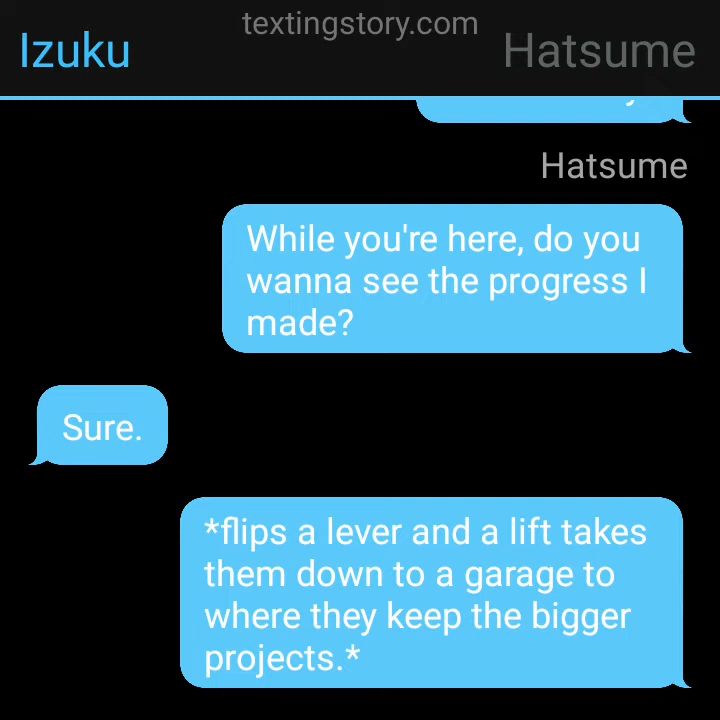 textingstory.com
Izuku
Hatsume
Hatsume
While you're here, do you
wanna see the progress I
made?
Sure.
*flips a lever and a lift takes
them down to a garage to
where they keep the bigger
projects.*